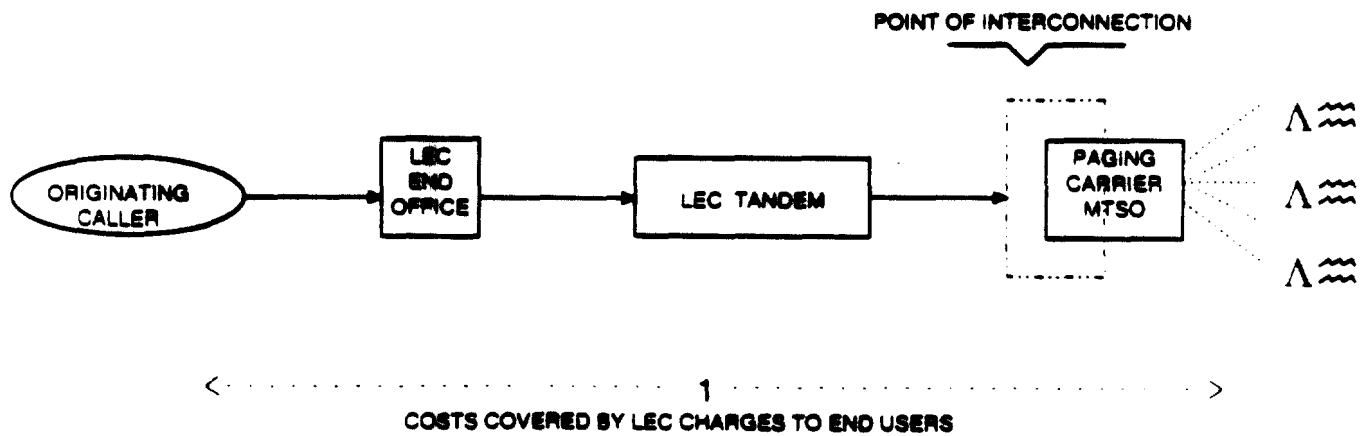 POINT OF INTERCONNECTION
ORIGINATING
CALLER
LEC
END
OFFICE
LEC TANDEM
PAGING
CARRIER
MTSO
1
COSTS COVERED BY LEC CHARGES TO END USERS